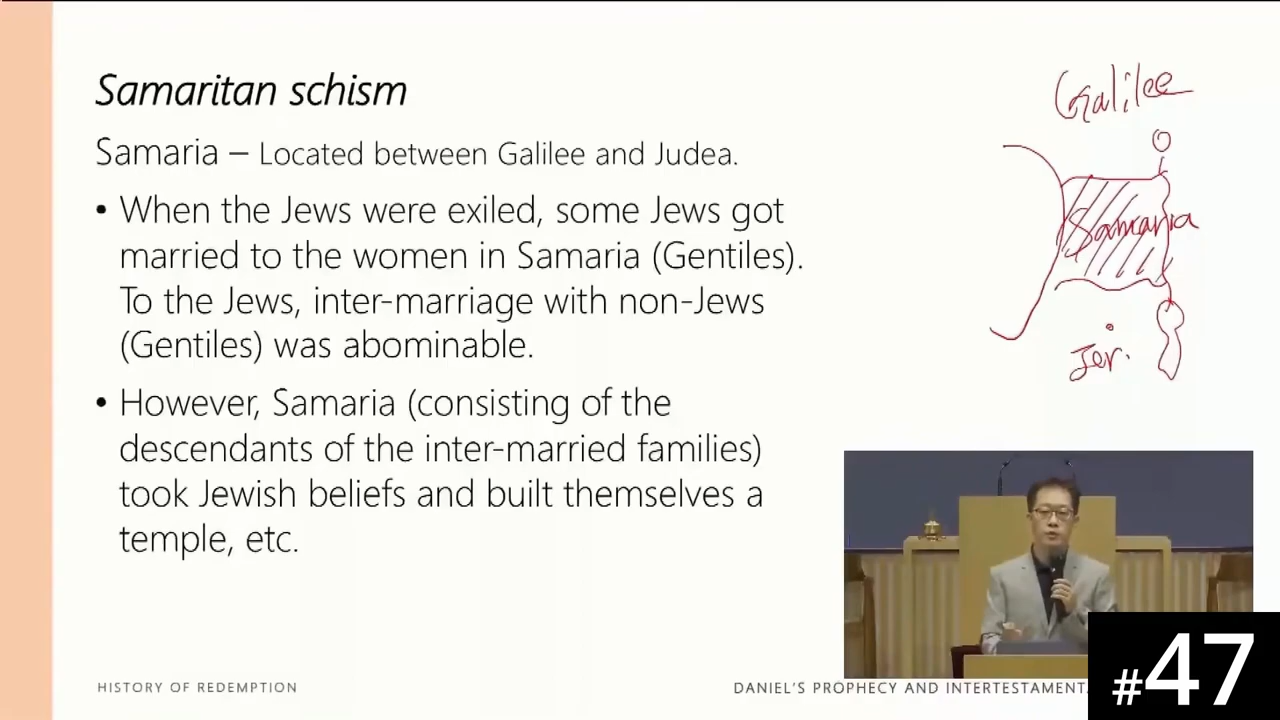 Samaritan schism
Samaria – Located between Galilee and Judea.
• When the Jews were exiled, some Jews got
married to the women in Samaria (Gentiles).
To the Jews, inter-marriage with non-Jews
(Gentiles) was abominable.
• However, Samaria (consisting of the
descendants of the inter-married families)
took Jewish beliefs and built themselves a
temple, etc.
Galilee
Samaria
Jer.
HISTORY OF REDEMPTION
DANIEL'S PROPHECY AND INTERTESTAMENT
#47